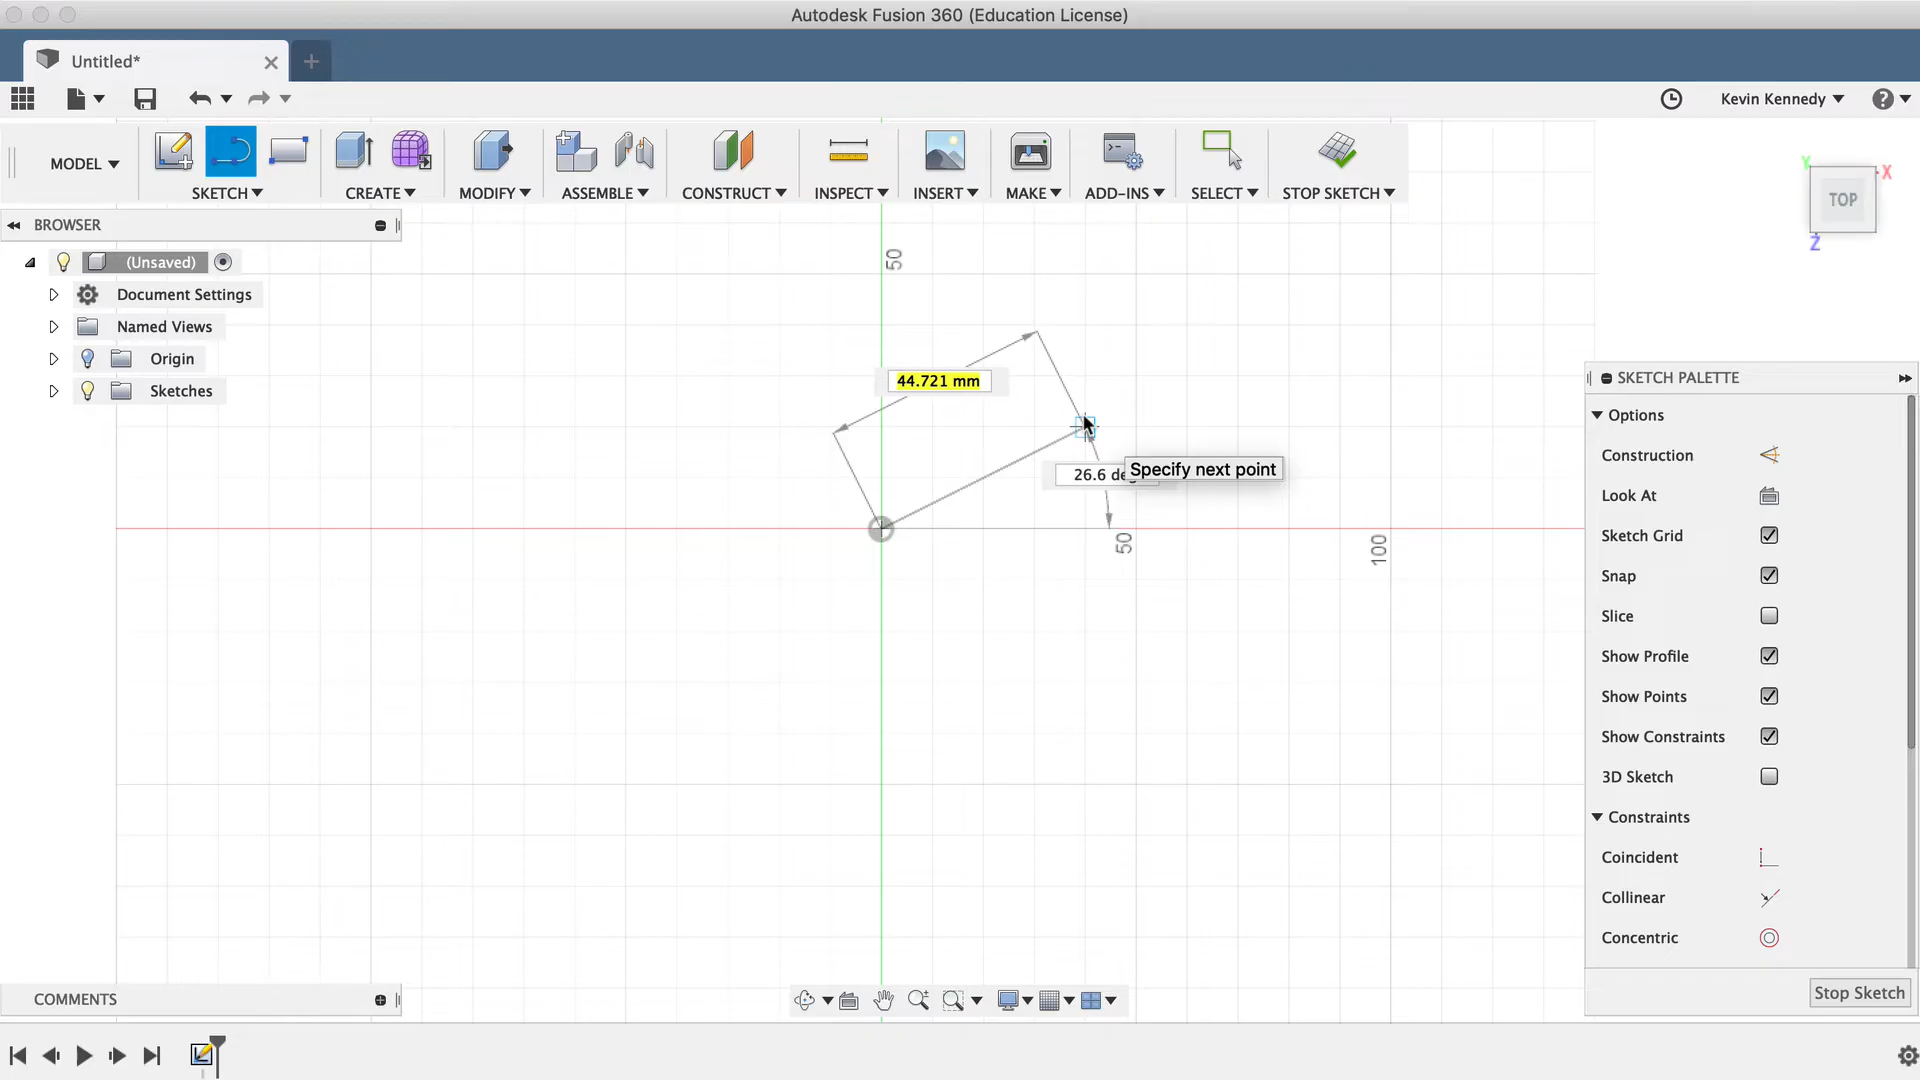 Autodesk Fusion 360 (Education License)
Untitled*
Kevin Kennedy
MODEL
SKETCH
CREATE
MODIFY
ASSEMBLE
CONSTRUCT
INSPECT
INSERT
MAKE
ADD-INS
SELECT
STOP SKETCH
Y
X
TOP
Z
BROWSER
(Unsaved)
Document Settings
Named Views
Origin
Sketches
50
44.721 mm
26.6 de
Specify next point
50
100
SKETCH PALETTE
Options
Construction
Look At
Sketch Grid
Snap
Slice
Show Profile
Show Points
Show Constraints
3D Sketch
Constraints
Coincident
Collinear
Concentric
Stop Sketch
COMMENTS